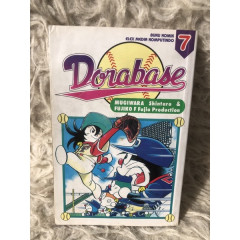 BUKU KOMIK
ELEX MEDIA KOMPUTINDO
7
Dorabase
MUGIWARA Shintaro &
FUJIKO F Fujio Production